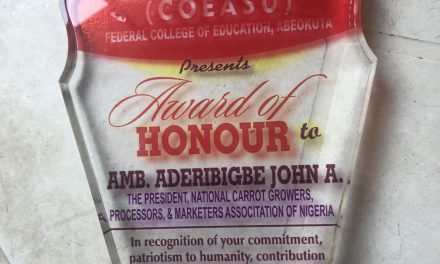 (COEASU)
FEDERAL COLLEGE OF EDUCATION, ABEOKUTA
Presents
Award of
HONOUR to
AMB. ADERIBIGBE JOHN A.
THE PRESIDENT, NATIONAL CARROT GROWERS,
PROCESSORS, & MARKETERS ASSOCITATION OF NIGERIA
In recognition of your commitment,
patriotism to humanity, contribution